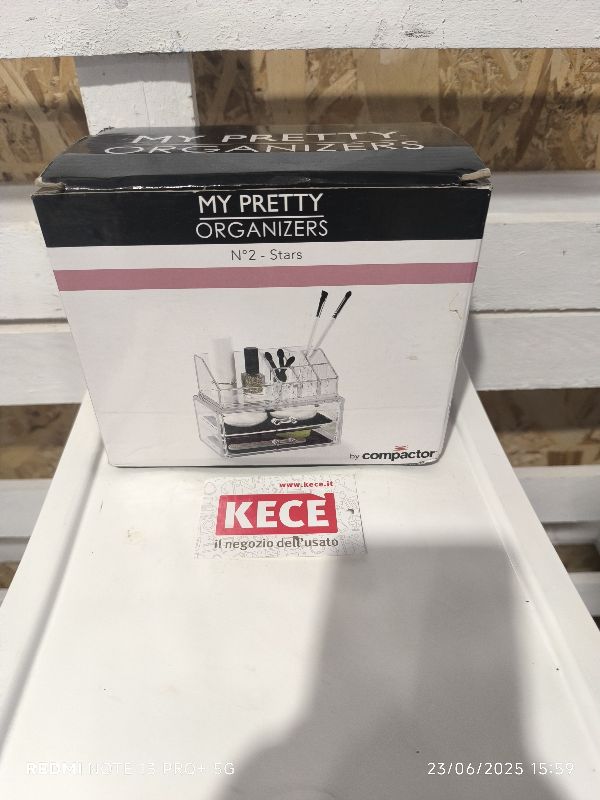 MY PRETTY
ORGANIZERS
MY PRETTY
ORGANIZERS
N°2 - Stars
by compactor
www.kece.it
KECE'
il negozio dell'usato
REDMI NOTE 13 PRO+ 5G
23/06/2025 15:59